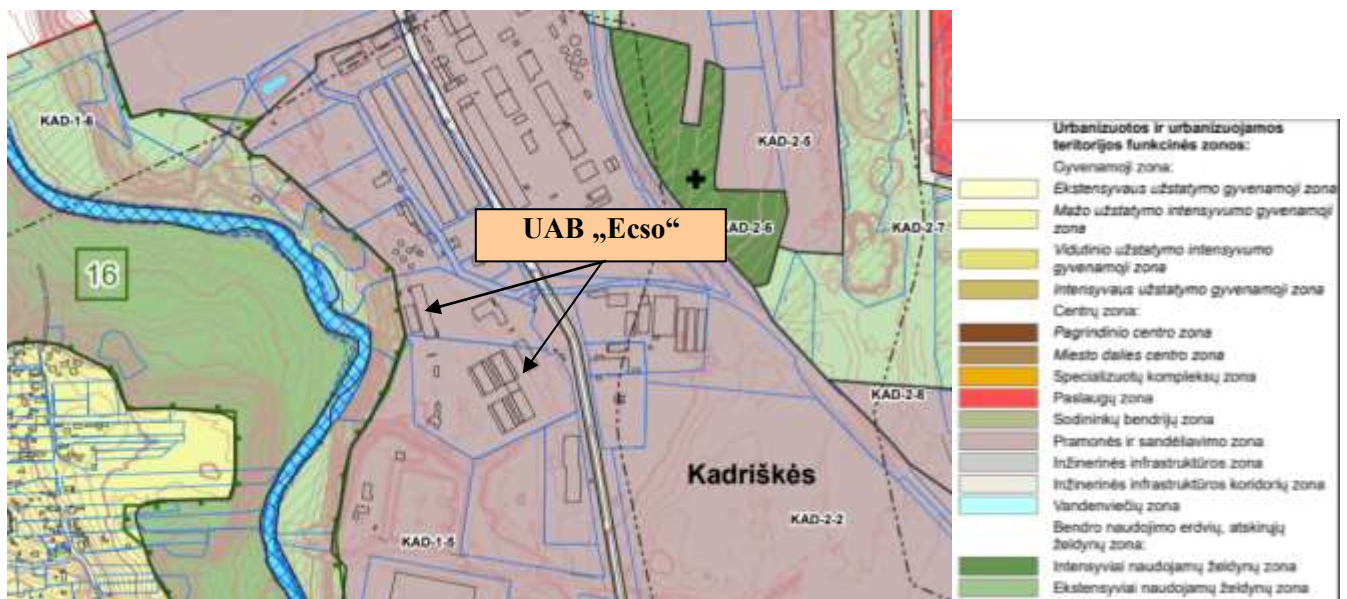 KAD-1-6
KAD-2-5
UAB „Ecso“
KAD-2-6
KAD-2-7
16
KAD-2-8
Kadriškės
KAD-2-2
KAD-1-5
Urbanizuotos ir urbanizuojamos
teritorijos funkcinės zonos:
Gyvenamoji zona:
Ekstensyvaus užstatymo gyvenamoji zona
Mažo užstatymo intensyvumo gyvenamoji
zona
Vidutinio užstatymo intensyvumo
gyvenamoji zona
Intensyvaus užstatymo gyvenamoji zona
Centrų zona:
Pagrindinio centro zona
Miesto dalies centro zona
Specializuotų kompleksų zona
Paslaugų zona
Sodininkų bendrijų zona
Pramonės ir sandėliavimo zona
Inžinerinės infrastruktūros zona
Inžinerinės infrastruktūros koridorių zona
Vandenviečių zona
Bendro naudojimo erdvių, atskirųjų
želdynų zona:
Intensyviai naudojamų želdynų zona
Ekstensyviai naudojamų želdynų zona